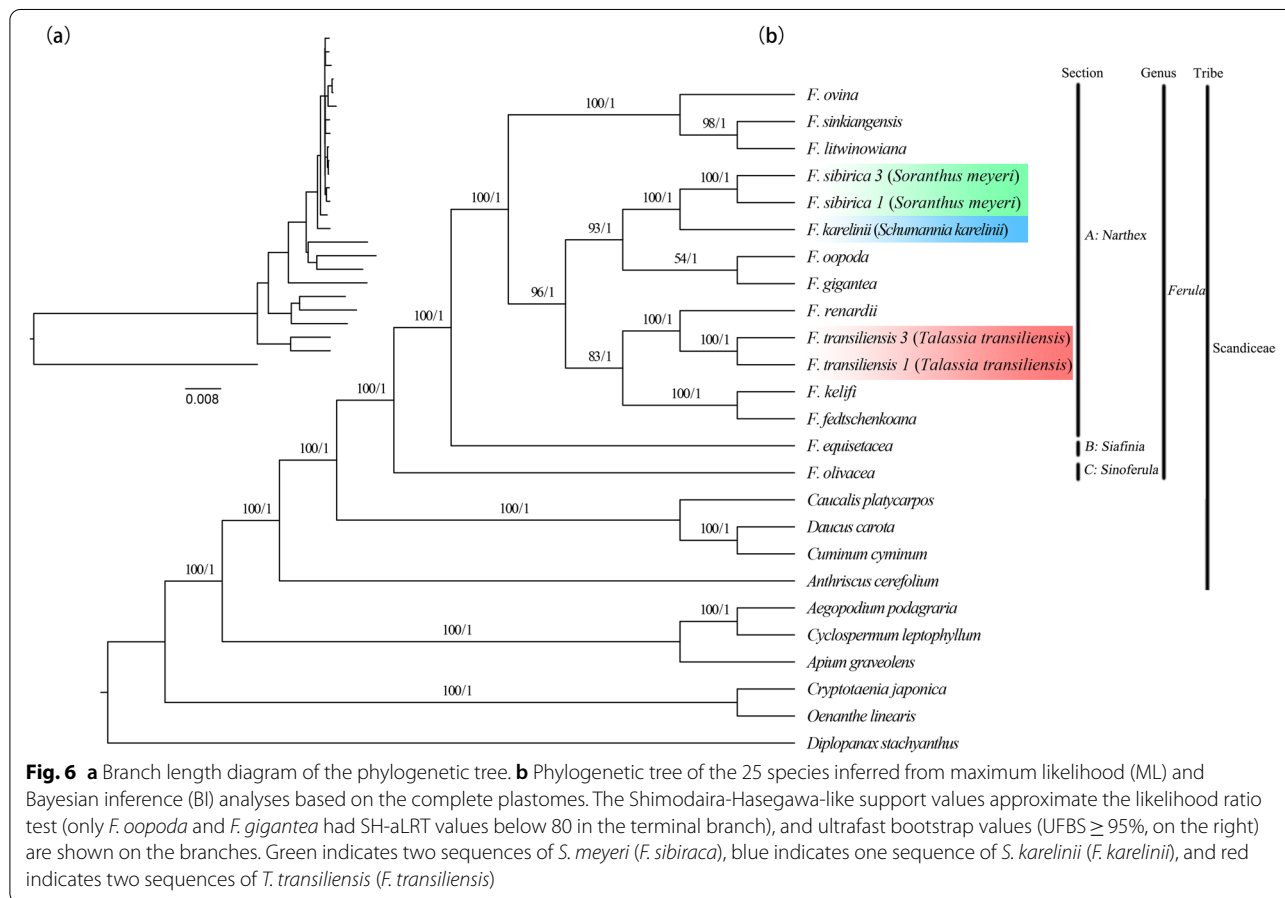 (a)
(b)
Section Genus Tribe
100/1 F. ovina
98/1 F. sinkiangensis
F. litwinowiana
100/1 F. sibirica 3 (Soranthus meyeri)
100/1 100/1 F. sibirica 1 (Soranthus meyeri)
93/1 F. karelinii (Schumannia karelinii)
A: Narthex
54/1 F. oopoda
96/1 F. gigantea
Ferula
100/1 F. renardii
100/1 F. transiliensis 3 (Talassia transiliensis)
Scandiceae
83/1 F. transiliensis 1 (Talassia transiliensis)
0.008
100/1 100/1 F. kelifi
F. fedtschenkoana
100/1 F. equisetacea
B: Siafinia
100/1 F. olivacea
C: Sinoferula
100/1 Caucalis platycarpos
100/1 100/1 Daucus carota
Cuminum cyminum
100/1 Anthriscus cerefolium
100/1 Aegopodium podagraria
100/1 Cyclospermum leptophyllum
Apium graveolens
100/1 Cryptotaenia japonica
Oenanthe linearis
Diplopanax stachyanthus
Fig. 6 a Branch length diagram of the phylogenetic tree. b Phylogenetic tree of the 25 species inferred from maximum likelihood (ML) and
Bayesian inference (BI) analyses based on the complete plastomes. The Shimodaira-Hasegawa-like support values approximate the likelihood ratio
test (only F. oopoda and F. gigantea had SH-aLRT values below 80 in the terminal branch), and ultrafast bootstrap values (UFBS ≥ 95%, on the right)
are shown on the branches. Green indicates two sequences of S. meyeri (F. sibiraca), blue indicates one sequence of S. karelinii (F. karelinii), and red
indicates two sequences of T. transiliensis (F. transiliensis)